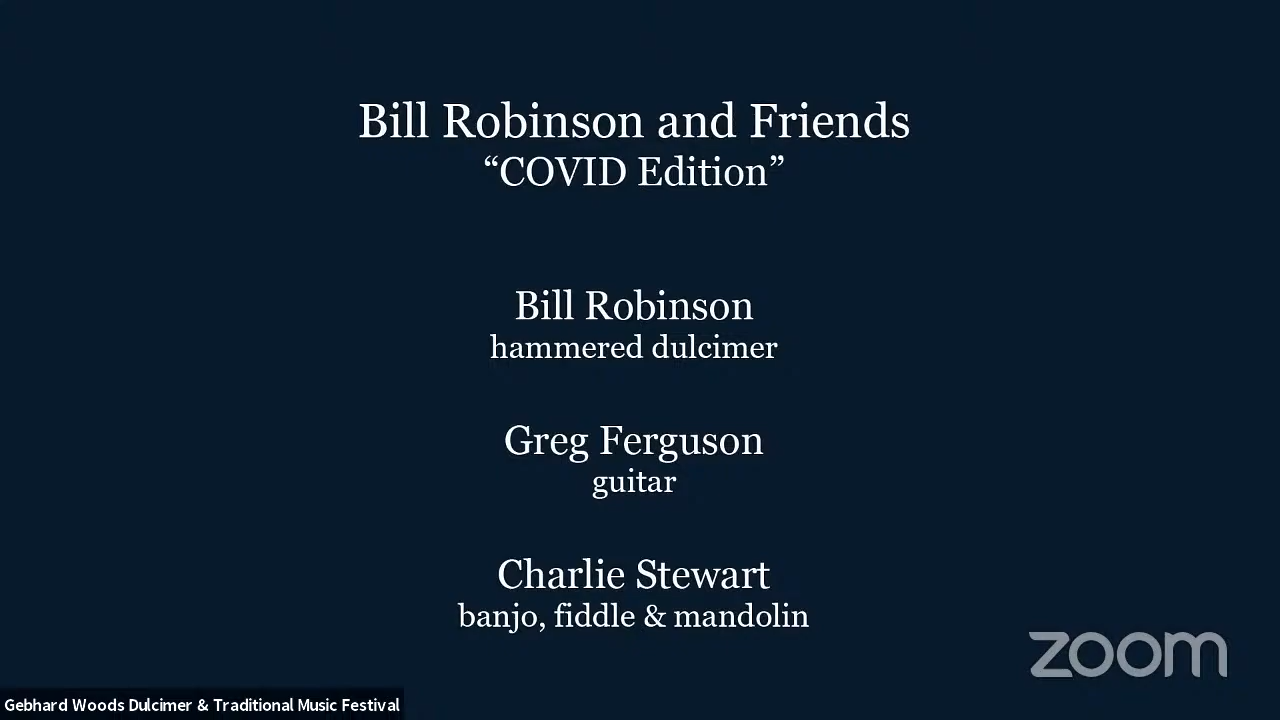 Bill Robinson and Friends
“COVID Edition”
Bill Robinson
hammered dulcimer
Greg Ferguson
guitar
Charlie Stewart
banjo, fiddle & mandolin
zoom
Gebhard Woods Dulcimer & Traditional Music Festival